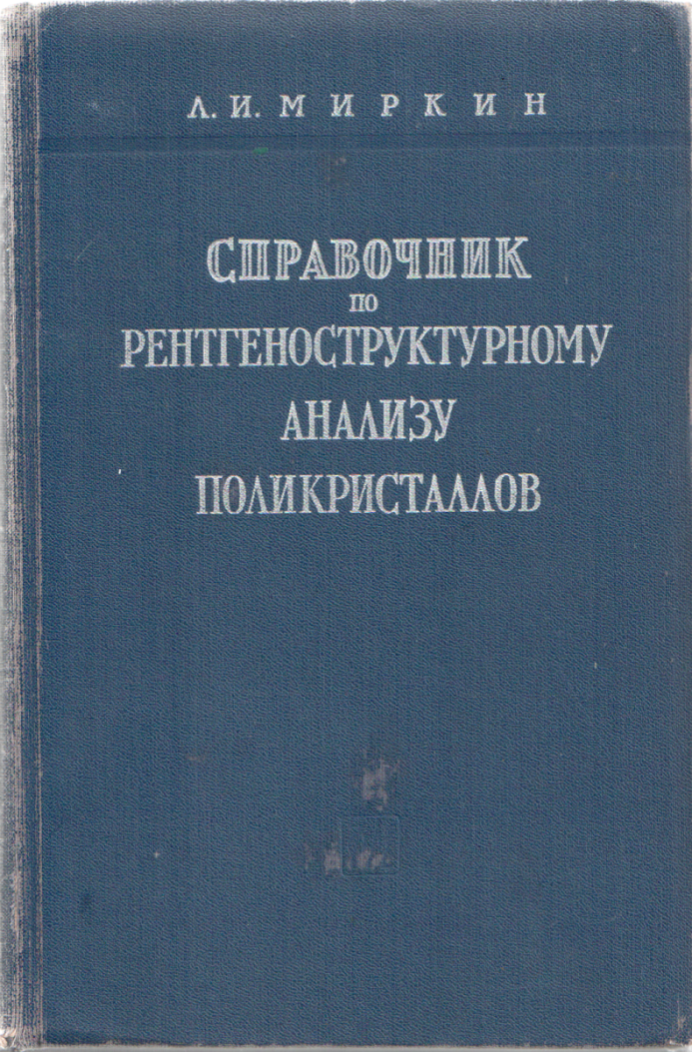 Л. И. МИРКИН
СПРАВОЧНИК
ПО
РЕНТГЕНОСТРУКТУРНОМУ
АНАЛИЗУ
ПОЛИКРИСТАЛЛОВ